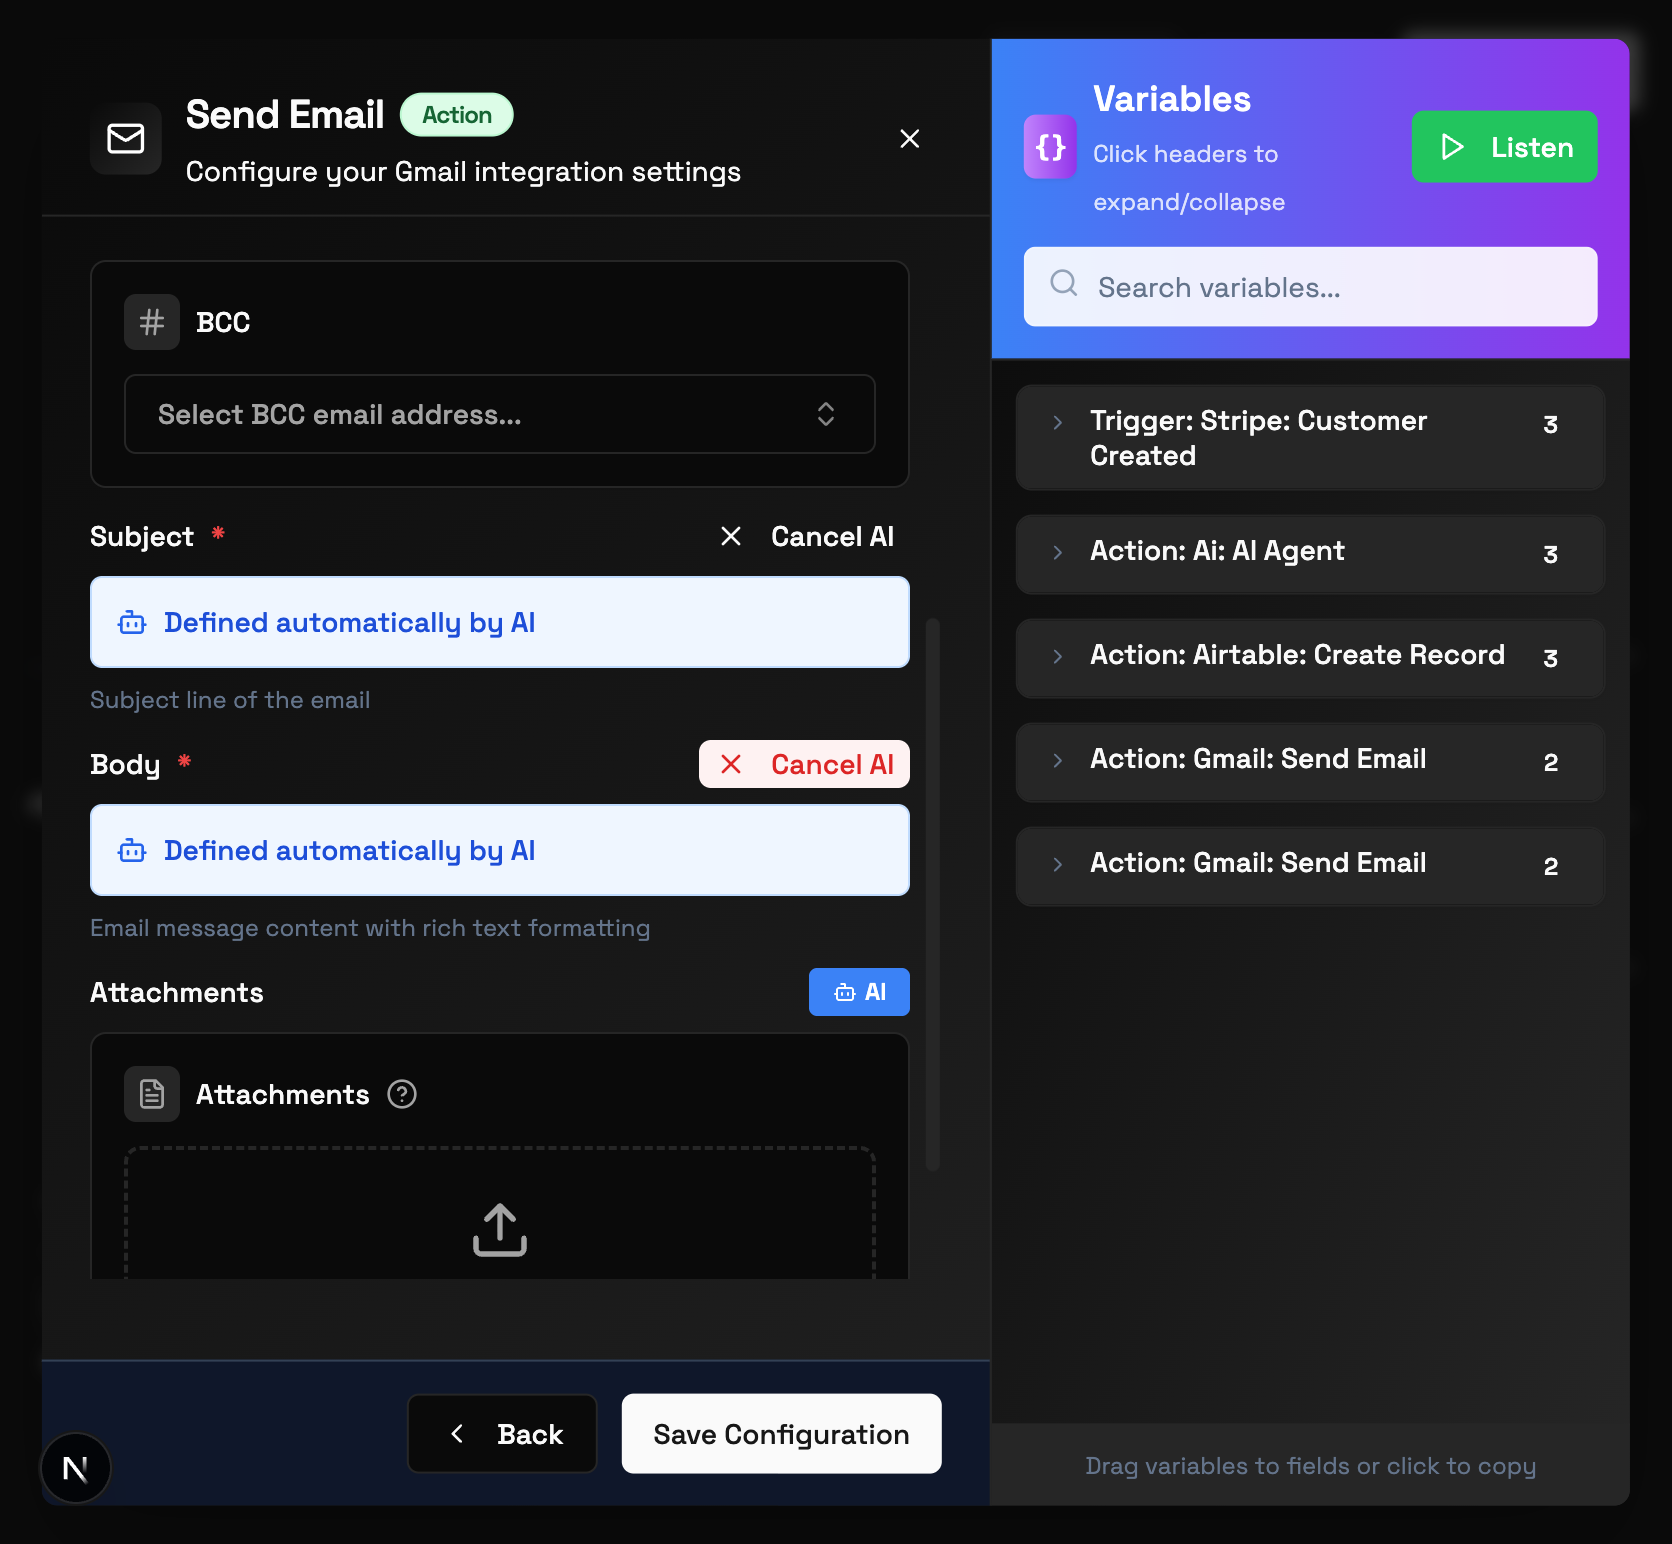 Send Email
Action
Configure your Gmail integration settings
BCC
Select BCC email address...
Subject *
Cancel AI
Defined automatically by AI
Subject line of the email
Body *
Cancel AI
Defined automatically by AI
Email message content with rich text formatting
Attachments
AI
Attachments
Back
Save Configuration
N
{}
Variables
Click headers to
expand/collapse
Listen
Search variables...
Trigger: Stripe: Customer
Created
3
Action: Ai: AI Agent
3
Action: Airtable: Create Record
3
Action: Gmail: Send Email
2
Action: Gmail: Send Email
2
Drag variables to fields or click to copy